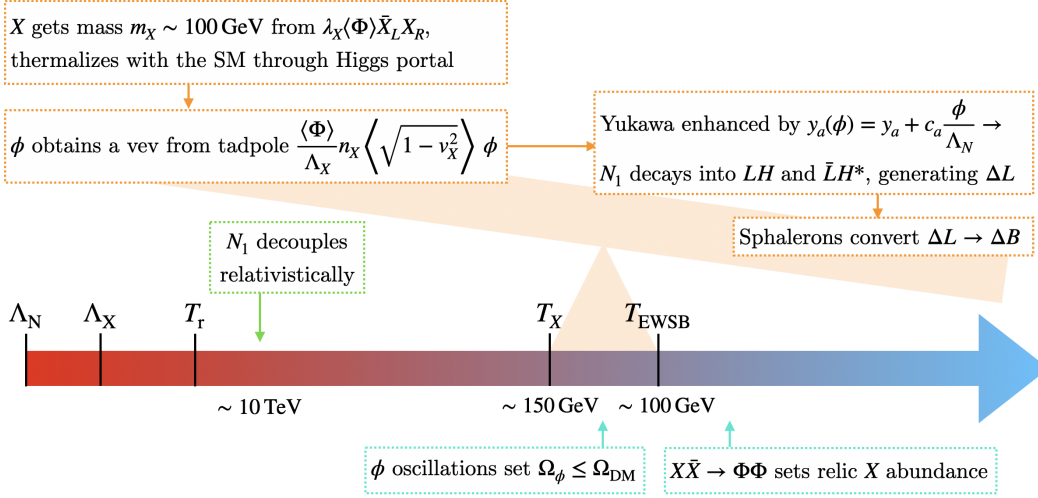 X gets mass m_X ~ 100 GeV from λ_X⟨Φ⟩X̄_L X_R,
thermalizes with the SM through Higgs portal
ϕ obtains a vev from tadpole ⟨Φ⟩/Λ_X n_X ⟨√(1 − v_X²)⟩ ϕ
Yukawa enhanced by y_a(ϕ) = y_a + c_a ϕ/Λ_N →
N_1 decays into LH and L̄H*, generating ΔL
Sphalerons convert ΔL → ΔB
N_1 decouples
relativistically
Λ_N Λ_X T_r T_X T_EWSB
~ 10 TeV ~ 150 GeV ~ 100 GeV
ϕ oscillations set Ω_ϕ ≤ Ω_DM
XX̄ → ΦΦ sets relic X abundance